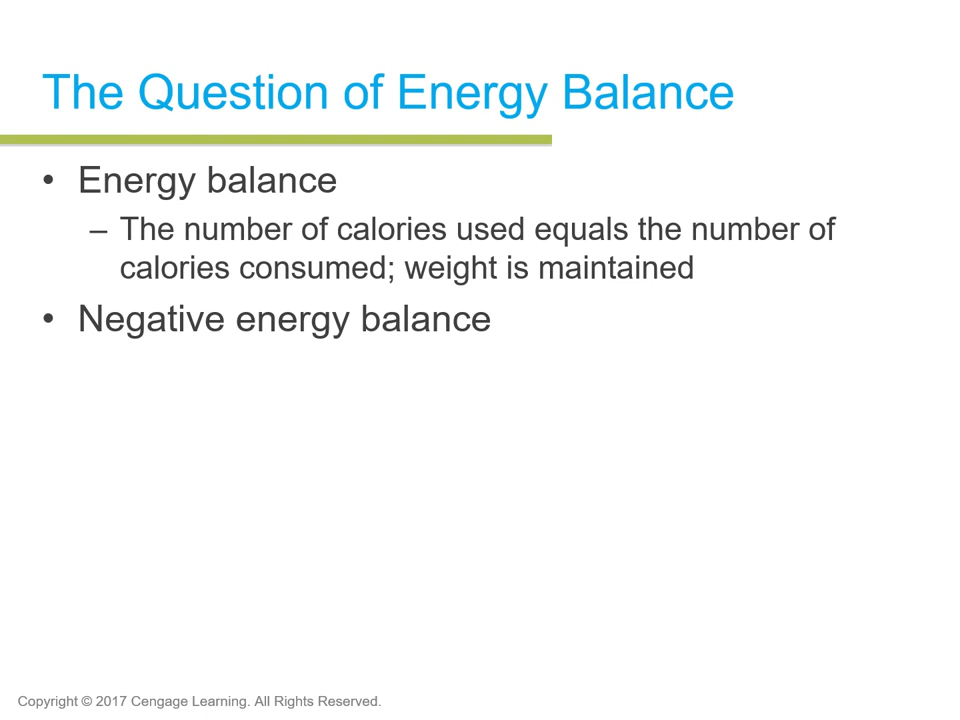 The Question of Energy Balance
• Energy balance
– The number of calories used equals the number of
calories consumed; weight is maintained
• Negative energy balance
Copyright © 2017 Cengage Learning. All Rights Reserved.